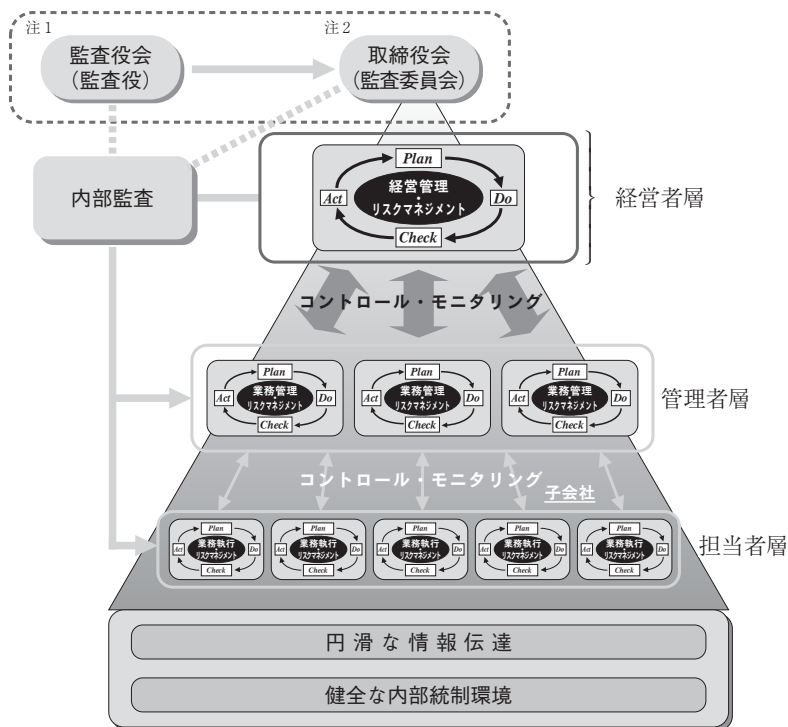 注1
注2
監査役会
(監査役)
取締役会
(監査委員会)
内部監査
Plan
Act
経営管理
・
リスクマネジメント
Do
Check
経営者層
コントロール・モニタリング
Plan
Act
業務管理
・
リスクマネジメント
Do
Check
Plan
Act
業務管理
・
リスクマネジメント
Do
Check
Plan
Act
業務管理
・
リスクマネジメント
Do
Check
管理者層
コントロール・モニタリング
子会社
Plan
Act
業務執行
・
リスクマネジメント
Do
Check
Plan
Act
業務執行
・
リスクマネジメント
Do
Check
Plan
Act
業務執行
・
リスクマネジメント
Do
Check
Plan
Act
業務執行
・
リスクマネジメント
Do
Check
Plan
Act
業務執行
・
リスクマネジメント
Do
Check
担当者層
円滑な情報伝達
健全な内部統制環境